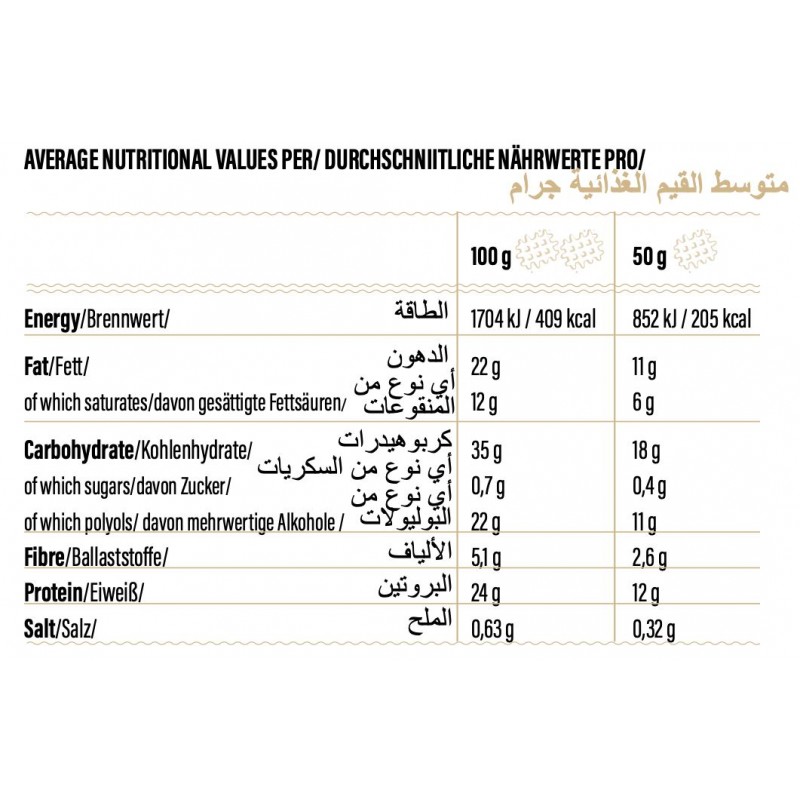 AVERAGE NUTRITIONAL VALUES PER/ DURCHSCHNIITLICHE NÄHRWERTE PRO/
متوسط القيم الغذائية جرام
100 g 50 g
Energy/Brennwert/ الطاقة 1704 kJ / 409 kcal 852 kJ / 205 kcal
Fat/Fett/ الدهون 22 g 11 g
of which saturates/davon gesättigte Fettsäuren/ أي نوع من المنقوعات 12 g 6 g
Carbohydrate/Kohlenhydrate/ كربوهيدرات 35 g 18 g
of which sugars/davon Zucker/ أي نوع من السكريات 0,7 g 0,4 g
of which polyols/ davon mehrwertige Alkohole / أي نوع من البوليولات 22 g 11 g
Fibre/Ballaststoffe/ الألياف 5,1 g 2,6 g
Protein/Eiweiß/ البروتين 24 g 12 g
Salt/Salz/ الملح 0,63 g 0,32 g